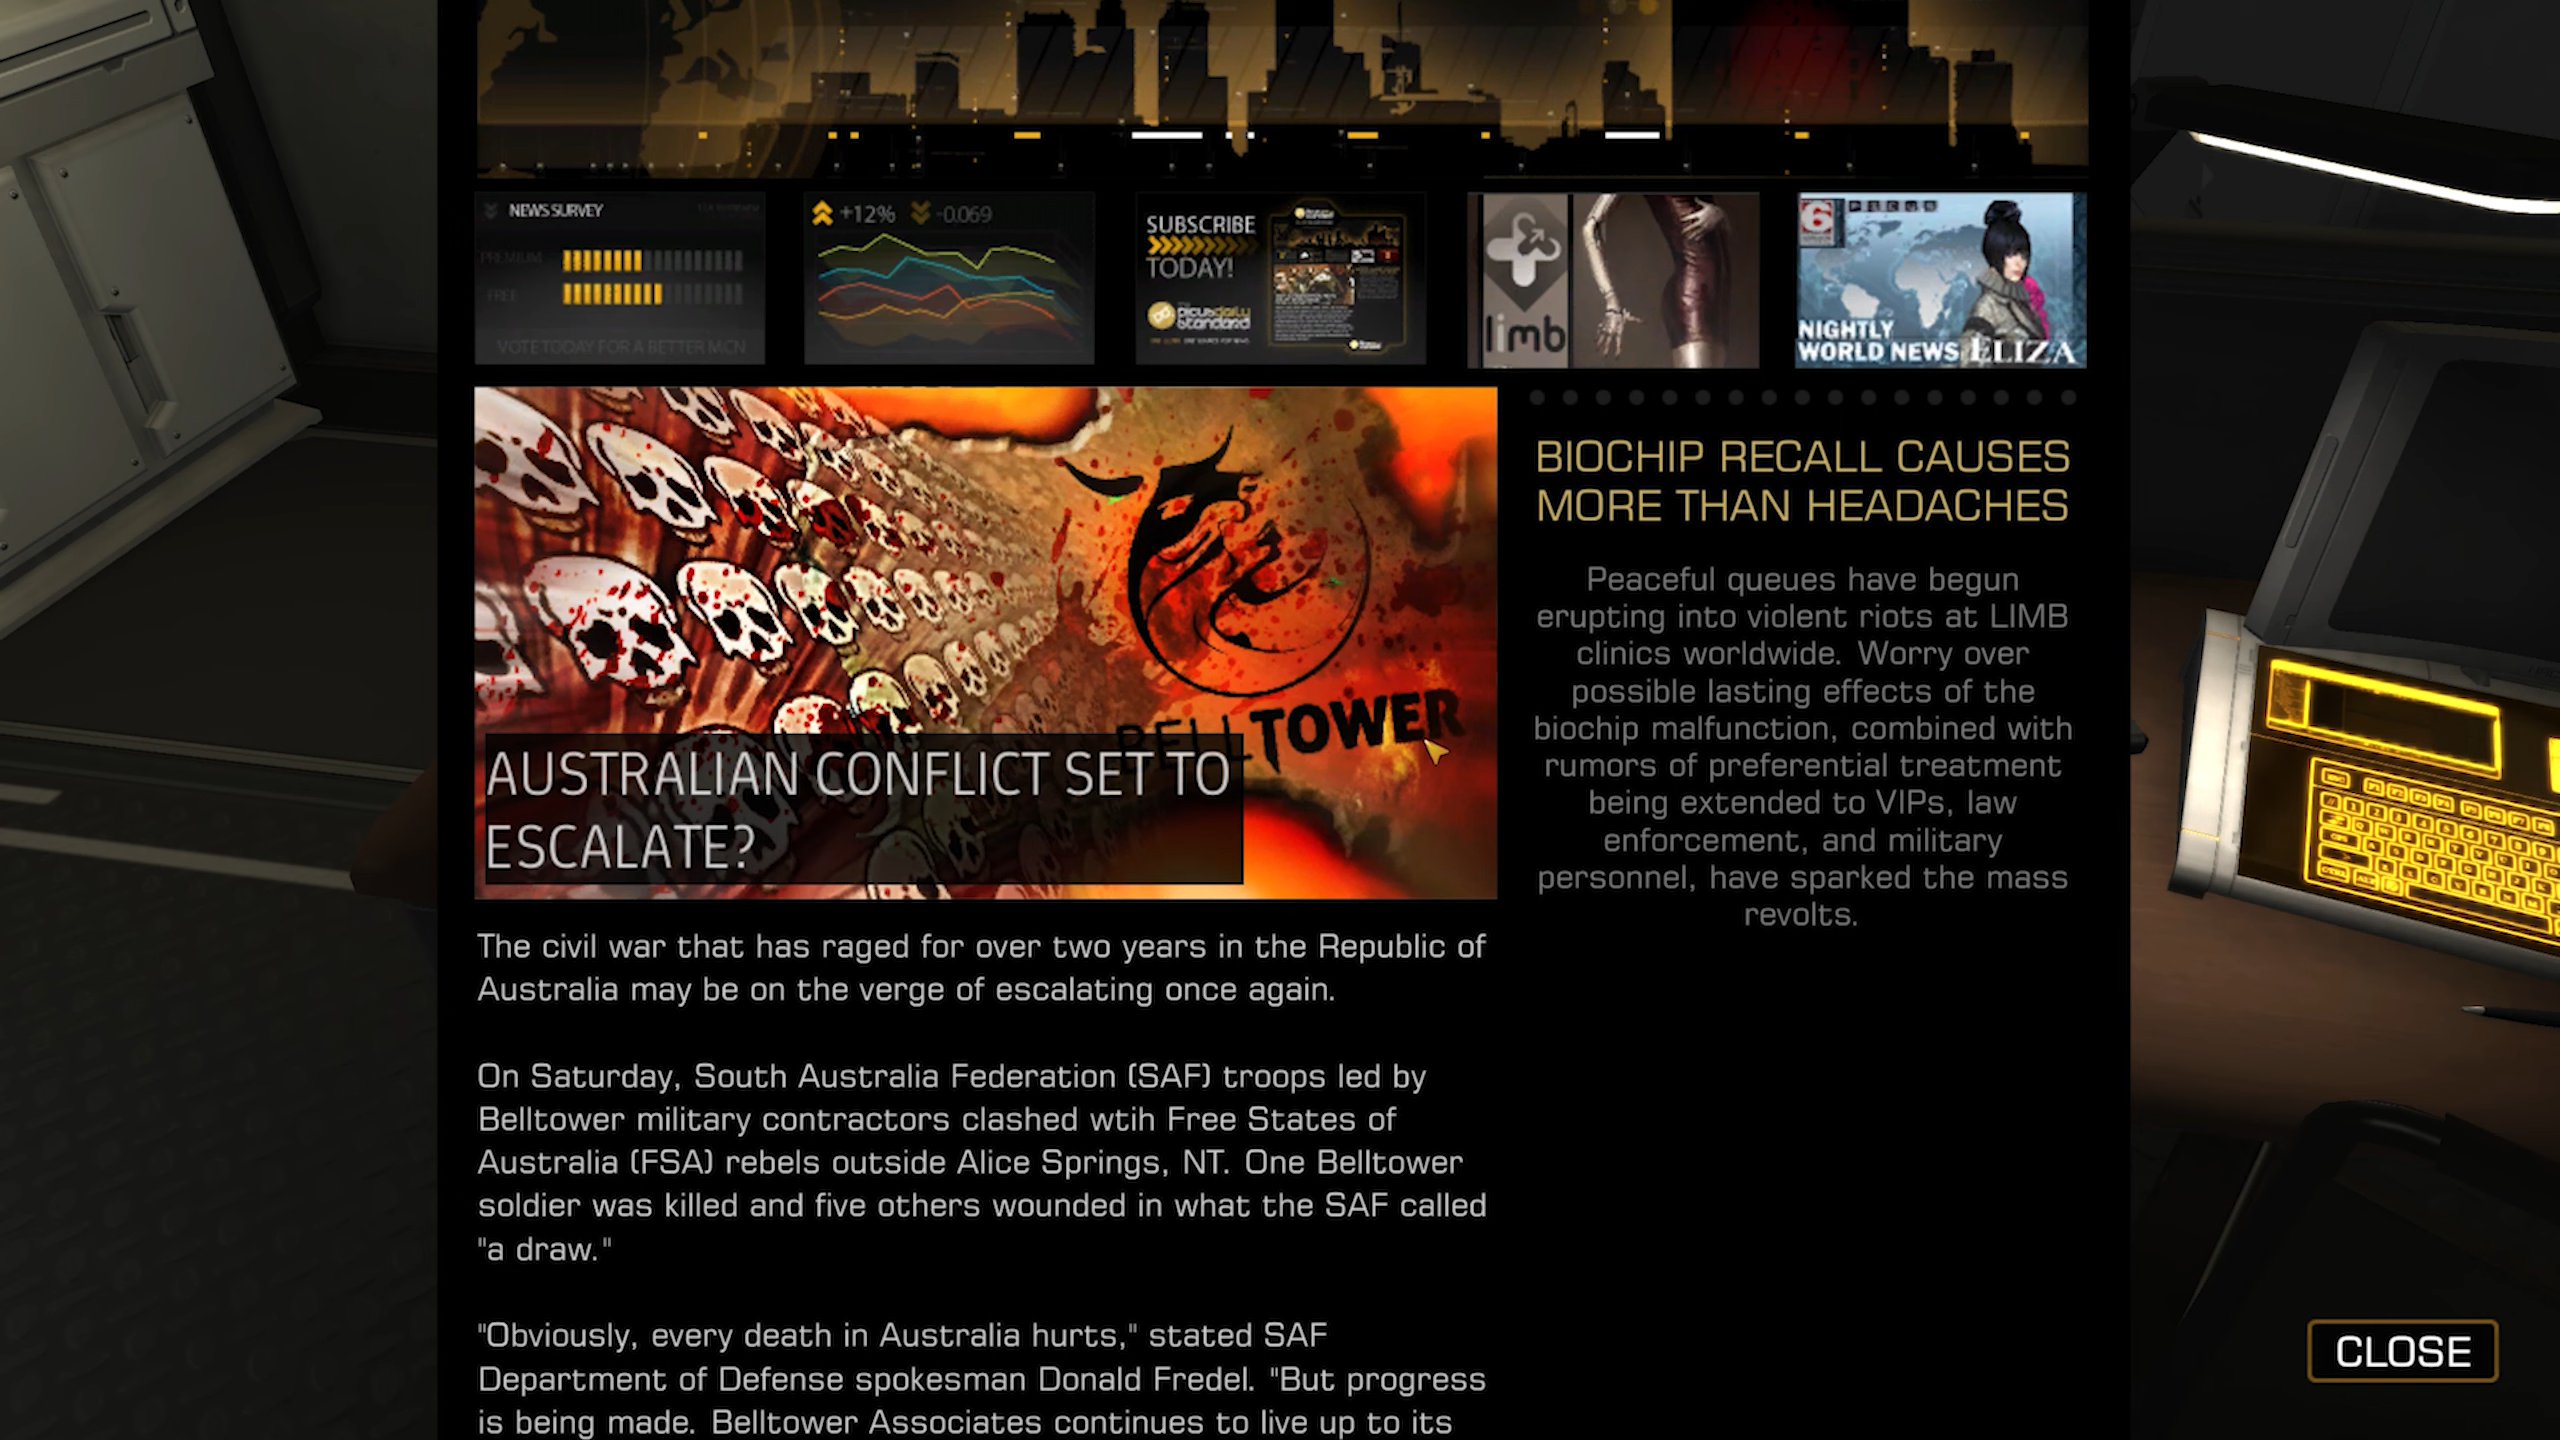 NEWS SURVEY
PREMIUM
FREE
VOTE TODAY FOR A BETTER MCN
+12% -0.069
SUBSCRIBE
TODAY!
picusdaily
standard
limb
6 PICUS
NIGHTLY
WORLD NEWS ELIZA
BELLTOWER
AUSTRALIAN CONFLICT SET TO
ESCALATE?
The civil war that has raged for over two years in the Republic of
Australia may be on the verge of escalating once again.
On Saturday, South Australia Federation (SAF) troops led by
Belltower military contractors clashed wtih Free States of
Australia (FSA) rebels outside Alice Springs, NT. One Belltower
soldier was killed and five others wounded in what the SAF called
"a draw."
"Obviously, every death in Australia hurts," stated SAF
Department of Defense spokesman Donald Fredel. "But progress
is being made. Belltower Associates continues to live up to its
BIOCHIP RECALL CAUSES
MORE THAN HEADACHES
Peaceful queues have begun
erupting into violent riots at LIMB
clinics worldwide. Worry over
possible lasting effects of the
biochip malfunction, combined with
rumors of preferential treatment
being extended to VIPs, law
enforcement, and military
personnel, have sparked the mass
revolts.
CLOSE